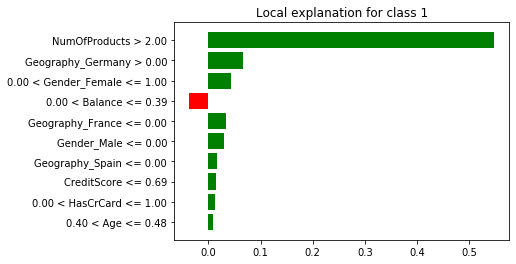 Local explanation for class 1
NumOfProducts > 2.00
Geography_Germany > 0.00
0.00 < Gender_Female <= 1.00
0.00 < Balance <= 0.39
Geography_France <= 0.00
Gender_Male <= 0.00
Geography_Spain <= 0.00
CreditScore <= 0.69
0.00 < HasCrCard <= 1.00
0.40 < Age <= 0.48
0.0 0.1 0.2 0.3 0.4 0.5